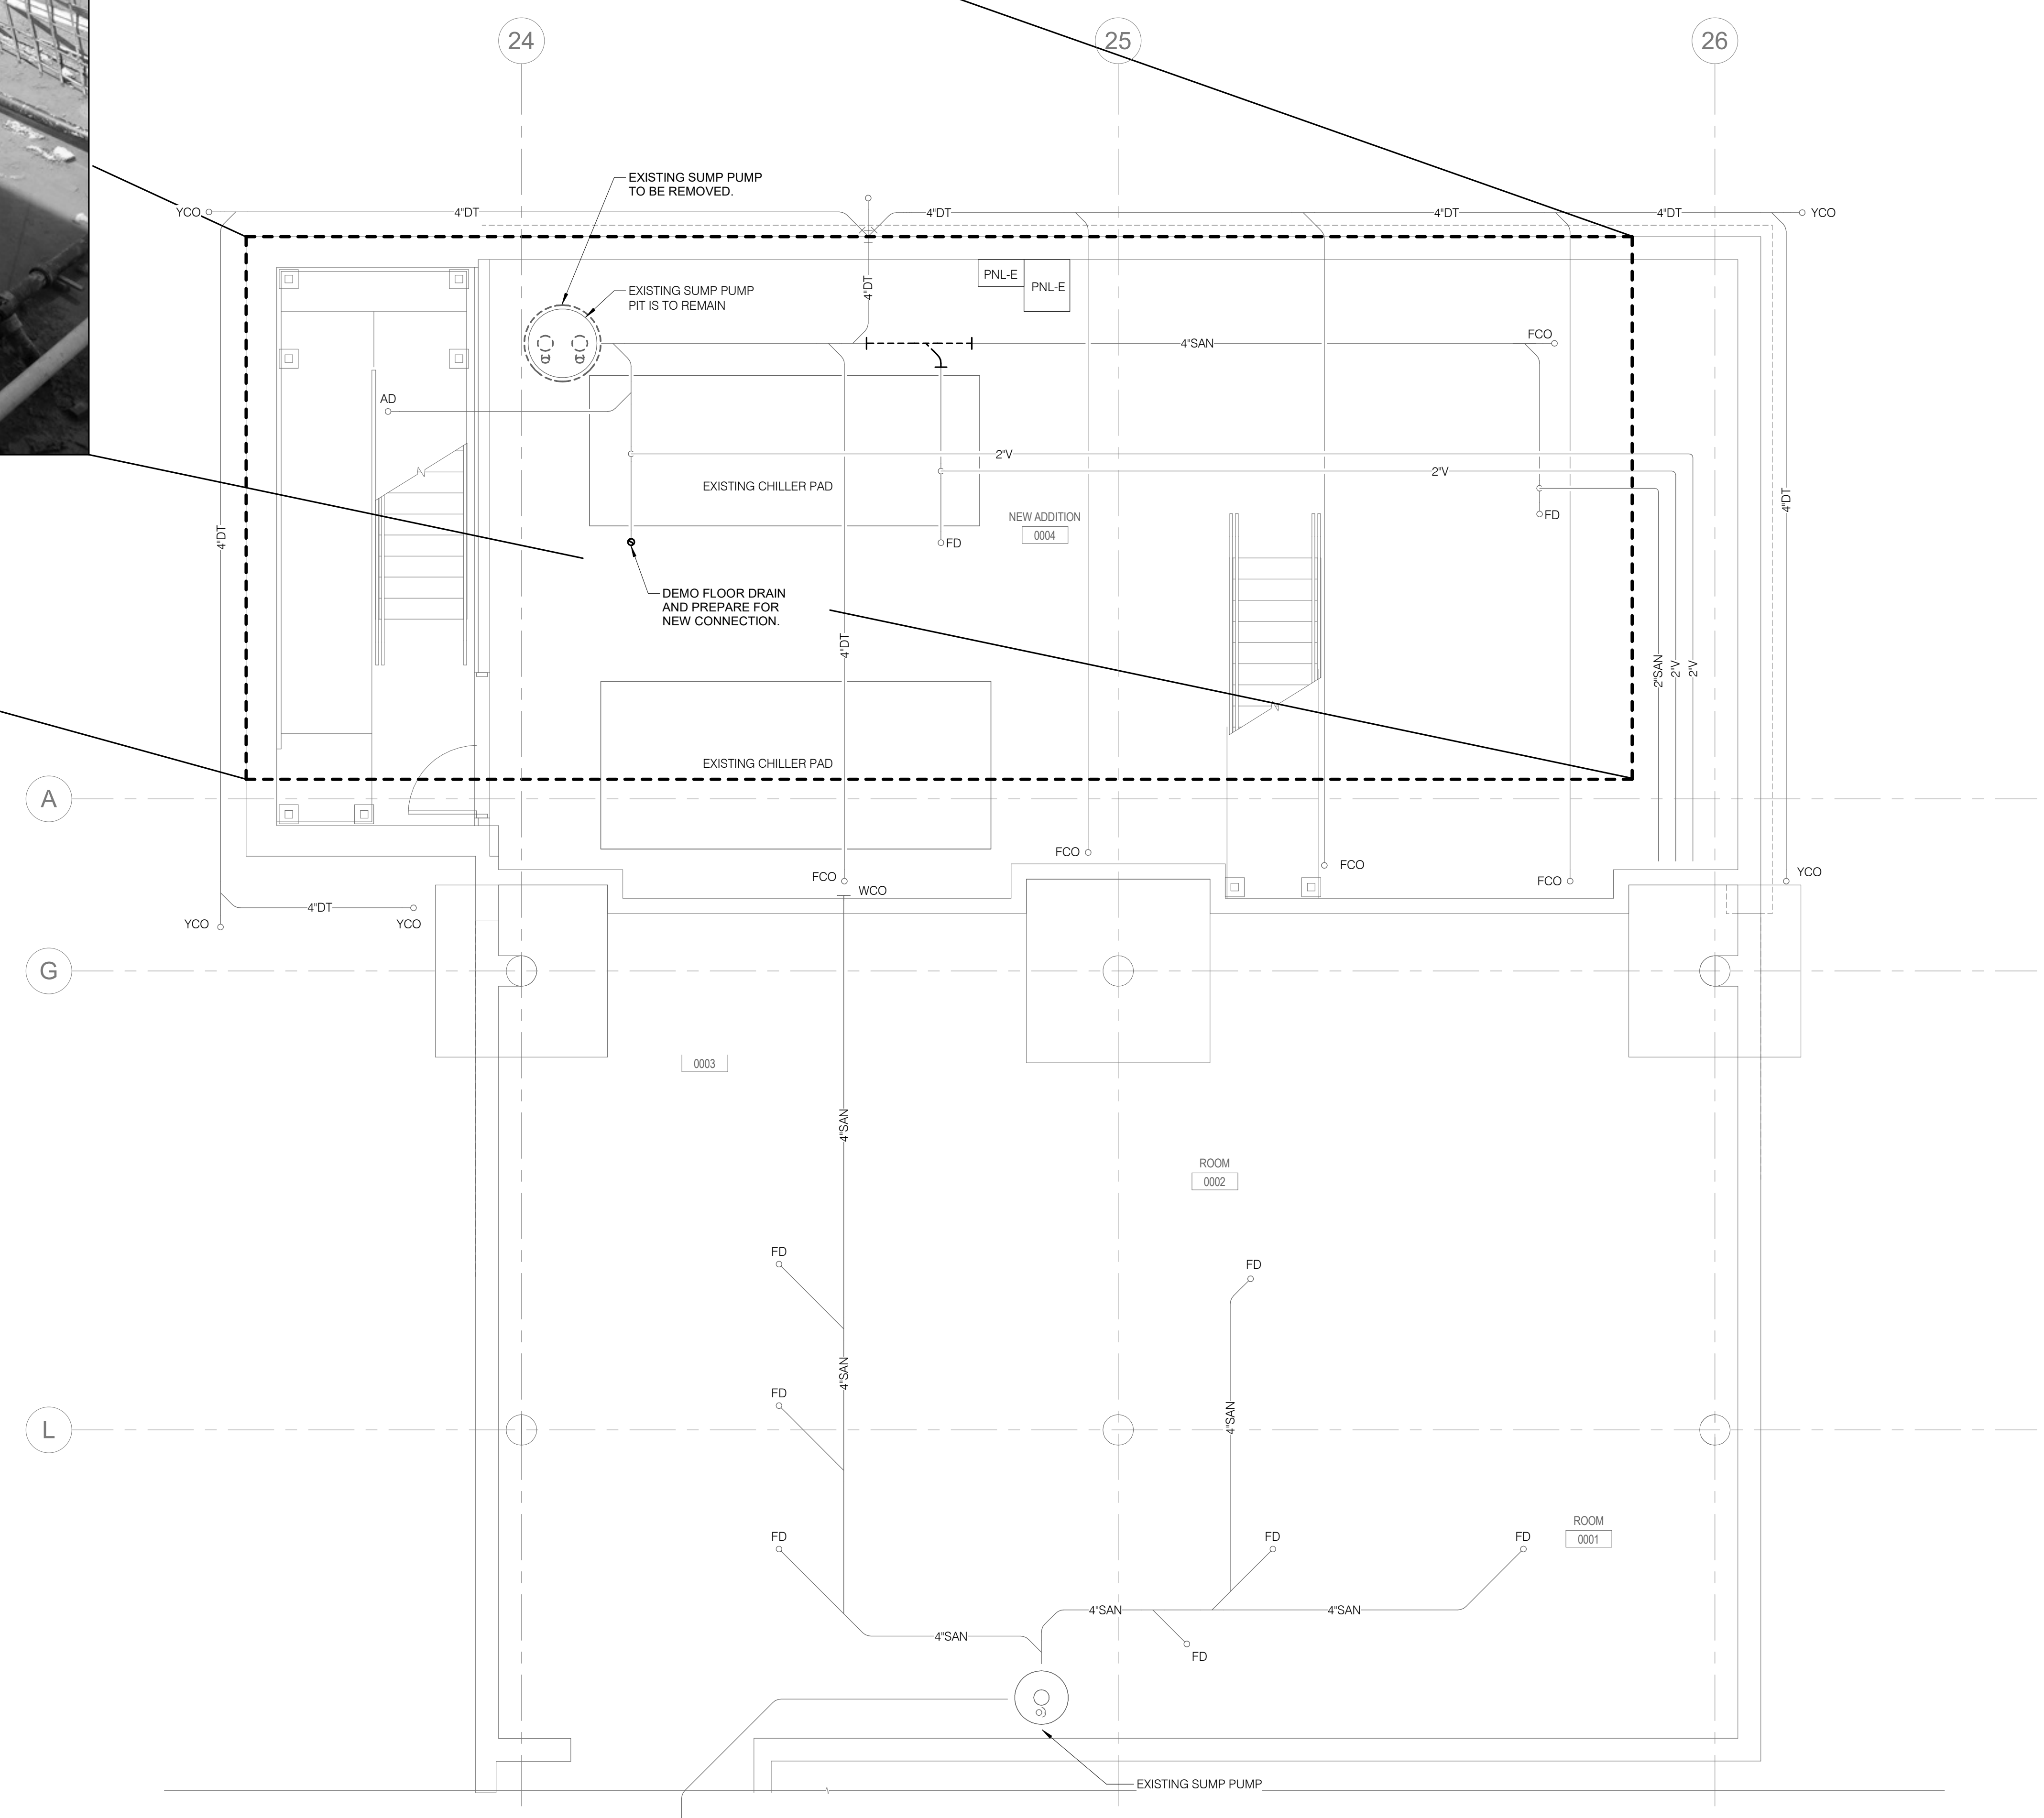 24
25
26
EXISTING SUMP PUMP
TO BE REMOVED.
YCO
4"DT
4"DT
4"DT
4"DT
YCO
EXISTING SUMP PUMP
PIT IS TO REMAIN
4"DT
PNL-E
PNL-E
FCO
4"SAN
AD
2"V
2"V
EXISTING CHILLER PAD
4"DT
4"DT
NEW ADDITION
0004
FD
FD
DEMO FLOOR DRAIN
AND PREPARE FOR
NEW CONNECTION.
4"DT
2"SAN
2"V
2"V
EXISTING CHILLER PAD
A
FCO
FCO
FCO
WCO
FCO
YCO
4"DT
YCO
YCO
G
0003
4"SAN
ROOM
0002
FD
FD
4"SAN
FD
4"SAN
L
ROOM
0001
FD
FD
FD
4"SAN
4"SAN
4"SAN
FD
EXISTING SUMP PUMP